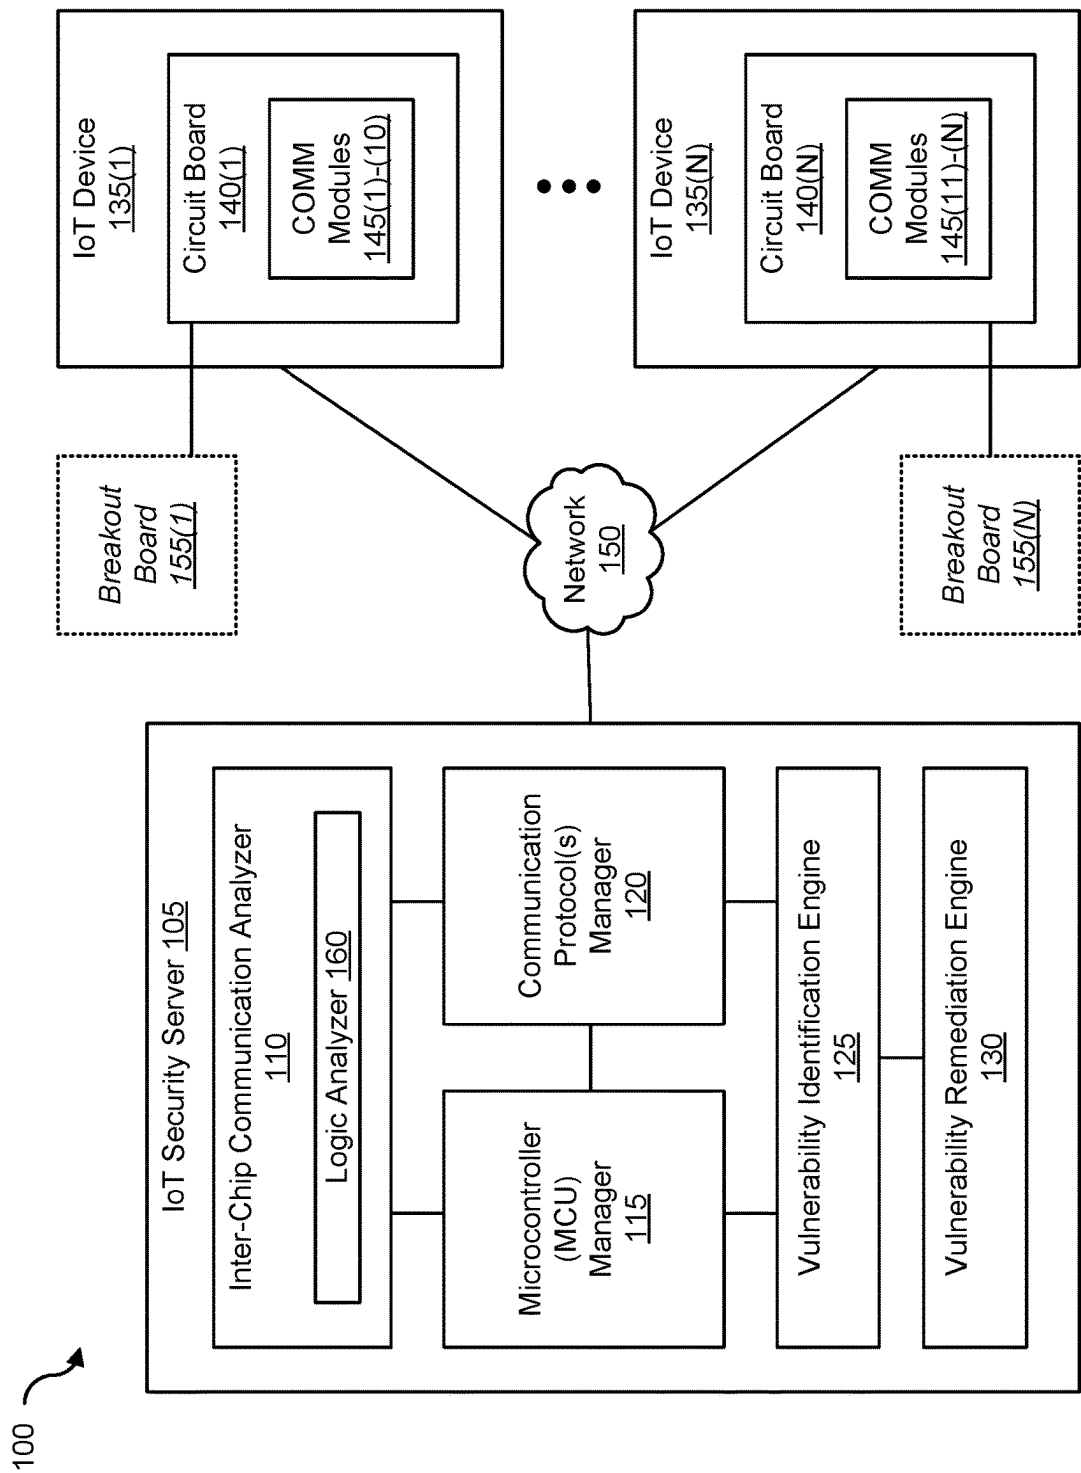 100
IoT Security Server 105
Inter-Chip Communication Analyzer
110
Logic Analyzer 160
Microcontroller
(MCU)
Manager
115
Communication
Protocol(s)
Manager
120
Vulnerability Identification Engine
125
Vulnerability Remediation Engine
130
Network
150
Breakout
Board
155(1)
Breakout
Board
155(N)
IoT Device
135(1)
Circuit Board
140(1)
COMM
Modules
145(1)-(10)
IoT Device
135(N)
Circuit Board
140(N)
COMM
Modules
145(11)-(N)